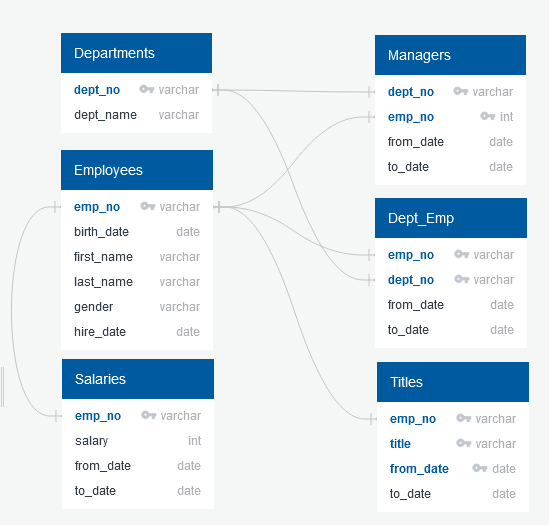 Departments
dept_no varchar
dept_name varchar
Employees
emp_no varchar
birth_date date
first_name varchar
last_name varchar
gender varchar
hire_date date
Salaries
emp_no varchar
salary int
from_date date
to_date date
Managers
dept_no varchar
emp_no int
from_date date
to_date date
Dept_Emp
emp_no varchar
dept_no varchar
from_date date
to_date date
Titles
emp_no varchar
title varchar
from_date date
to_date date